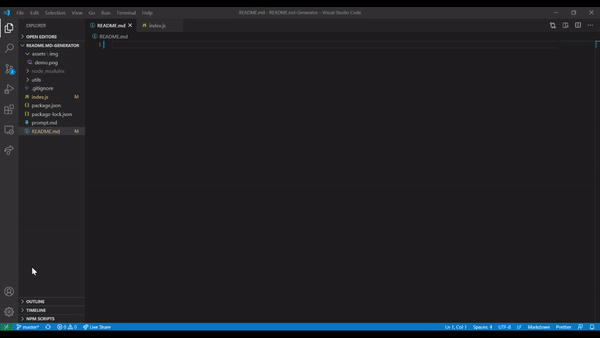 File Edit Selection View Go Run Terminal Help README.md - README.md-Generator - Visual Studio Code
EXPLORER
README.md
index.js
OPEN EDITORS
README.md
1
README.MD-GENERATOR
assets \ img
demo.png
node_modules
utils
.gitignore
index.js M
package.json
package-lock.json
prompt.md
README.md M
OUTLINE
TIMELINE
NPM SCRIPTS
master* 0 0 Live Share Ln 1, Col 1 Spaces: 4 UTF-8 LF Markdown Prettier